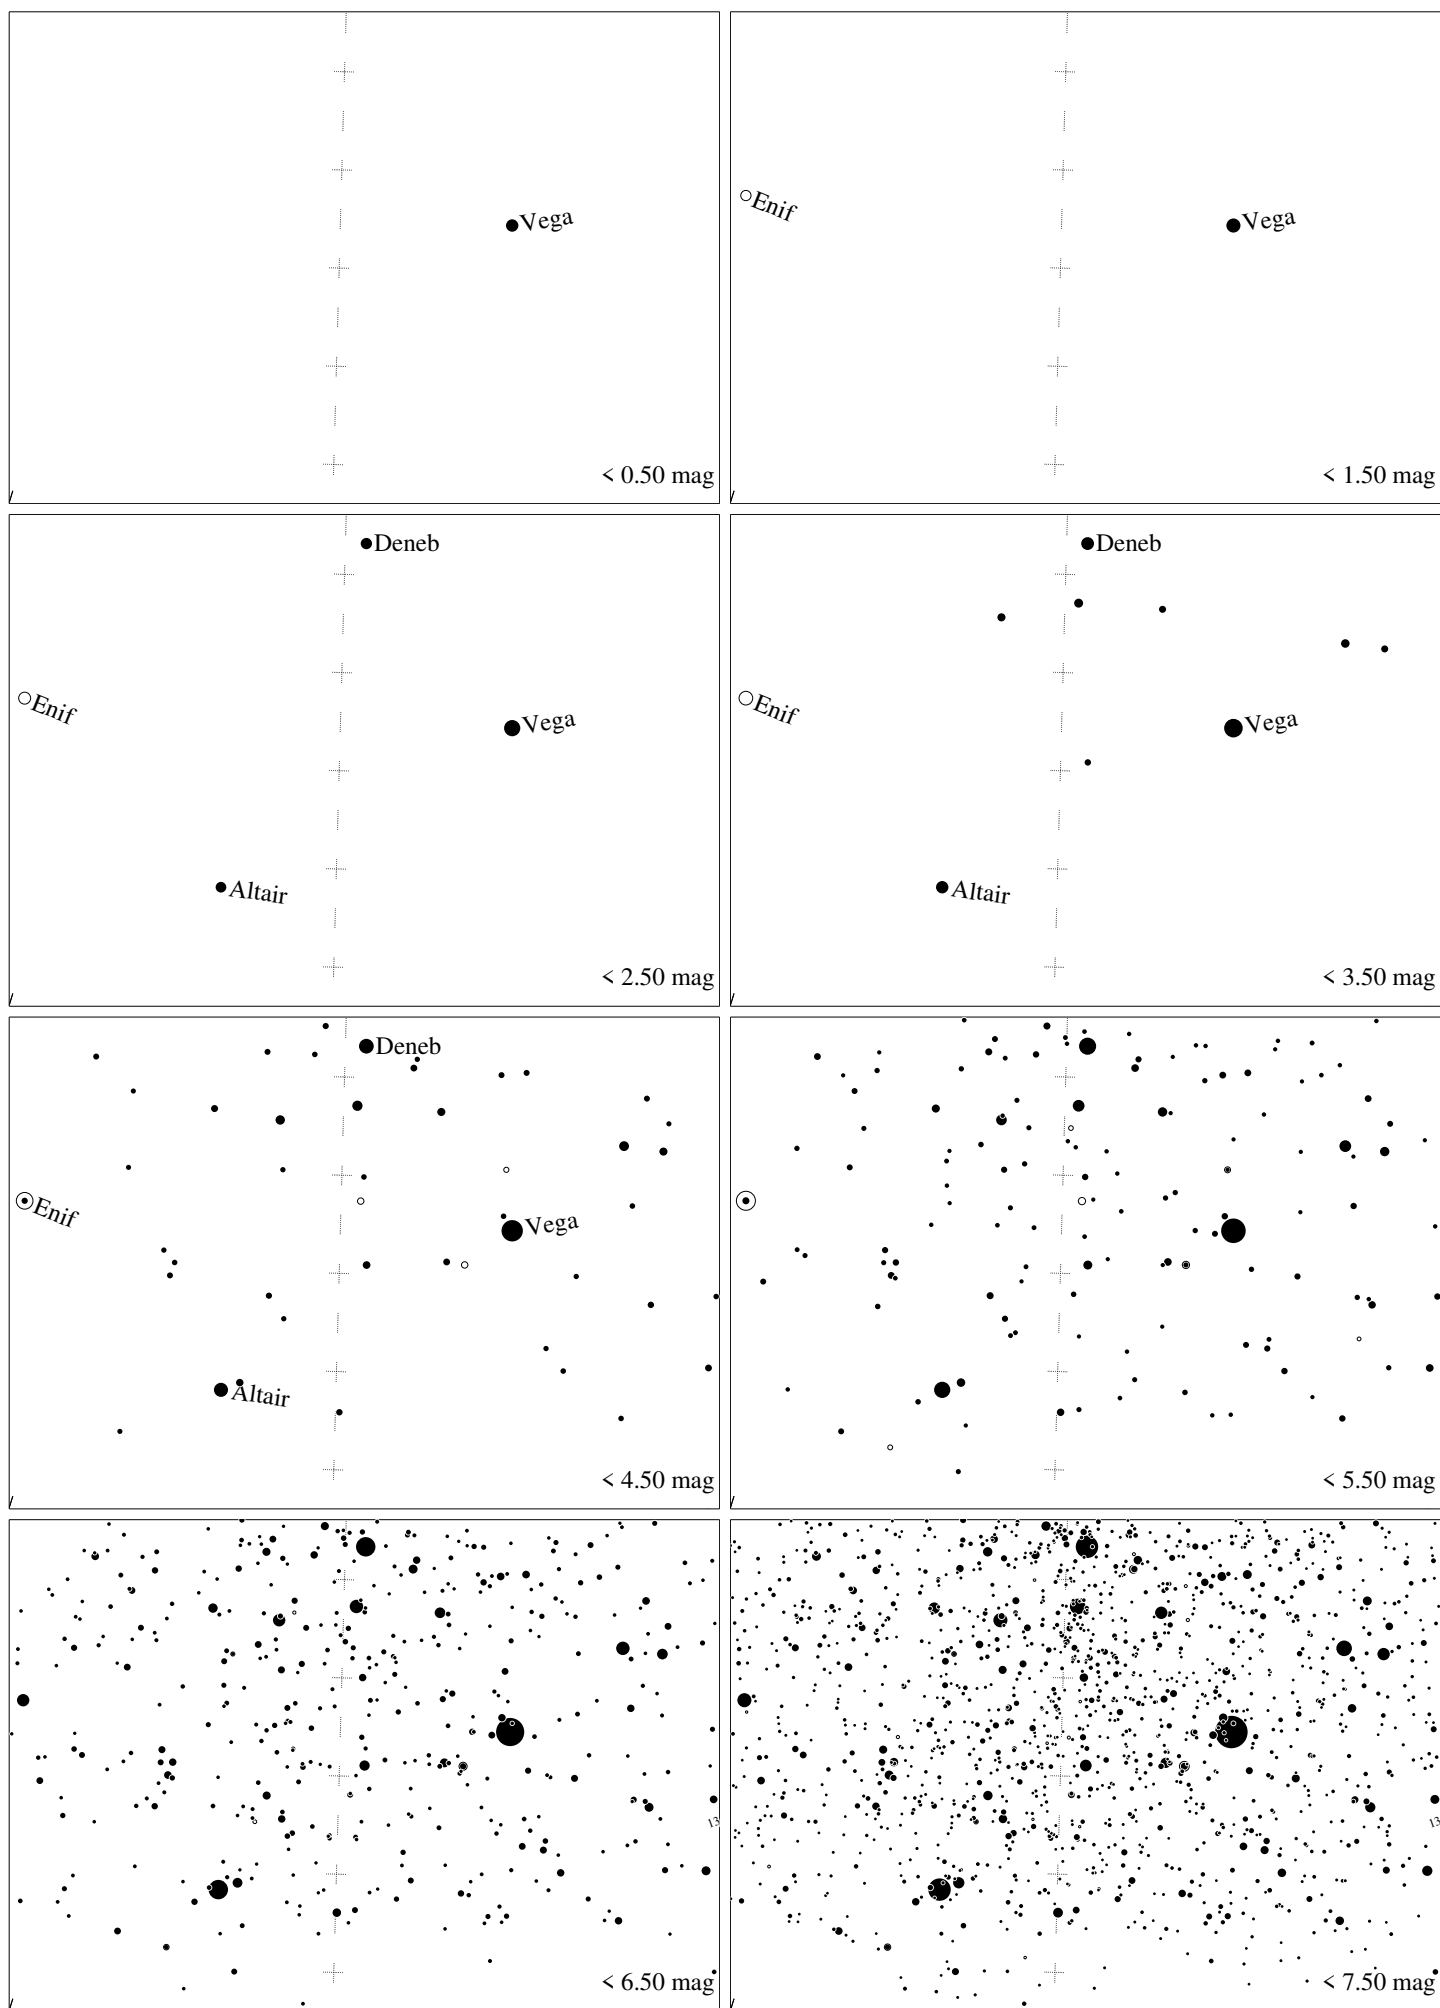 Vega
< 0.50 mag
Enif
Vega
< 1.50 mag
Deneb
Enif
Vega
Altair
< 2.50 mag
Deneb
Enif
Vega
Altair
< 3.50 mag
Deneb
Enif
Vega
Altair
< 4.50 mag
< 5.50 mag
13
< 6.50 mag
13
< 7.50 mag